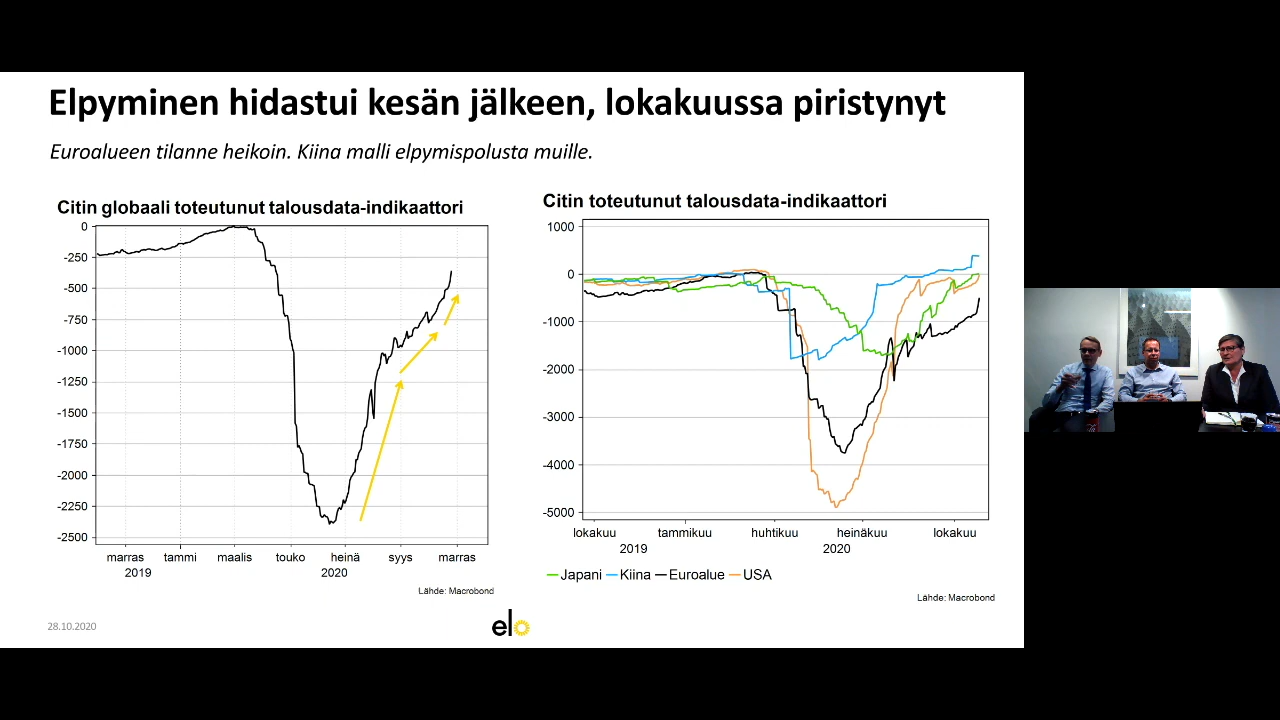 Elpyminen hidastui kesän jälkeen, lokakuussa piristynyt
Euroalueen tilanne heikoin. Kiina malli elpymispolusta muille.
Citin globaali toteutunut talousdata-indikaattori
0
-250
-500
-750
-1000
-1250
-1500
-1750
-2000
-2250
-2500
marras tammi maalis touko heinä syys marras
2019 2020
Lähde: Macrobond
Citin toteutunut talousdata-indikaattori
1000
0
-1000
-2000
-3000
-4000
-5000
lokakuu tammikuu huhtikuu heinäkuu lokakuu
2019 2020
Japani Kiina Euroalue USA
Lähde: Macrobond
28.10.2020
elo